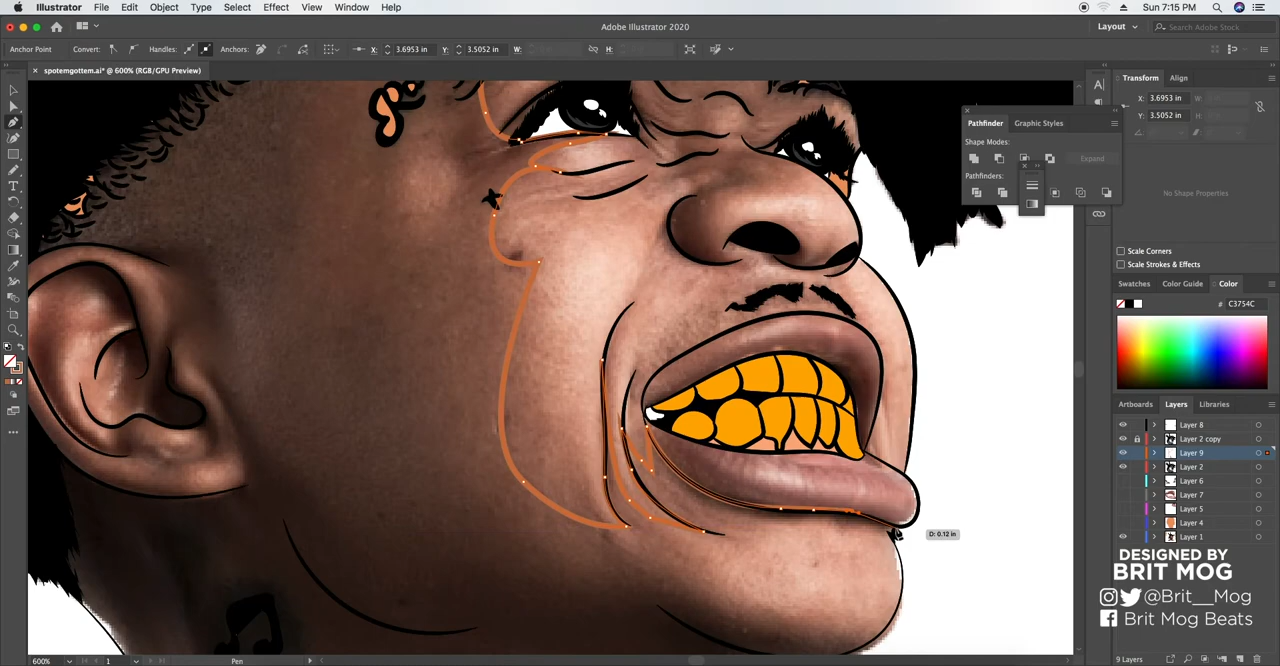 Illustrator File Edit Object Type Select Effect View Window Help
Sun 7:15 PM
Adobe Illustrator 2020
Layout
Search Adobe Stock
Anchor Point Convert: Handles: Anchors: X: 3.6953 in Y: 3.5052 in W: H:
× spotemgottem.ai* @ 600% (RGB/GPU Preview)
Transform Align
X: 3.6953 in W:
Y: 3.5052 in H:
Pathfinder Graphic Styles
Shape Modes:
Expand
Pathfinders:
No Shape Properties
Scale Corners
Scale Strokes & Effects
Swatches Color Guide Color
# C3754C
Artboards Layers Libraries
Layer 8
Layer 2 copy
Layer 9
Layer 2
Layer 6
Layer 7
Layer 5
Layer 4
Layer 1
D: 0.12 in
DESIGNED BY
BRIT MOG
@Brit__Mog
Brit Mog Beats
9 Layers
600% 1 Pen